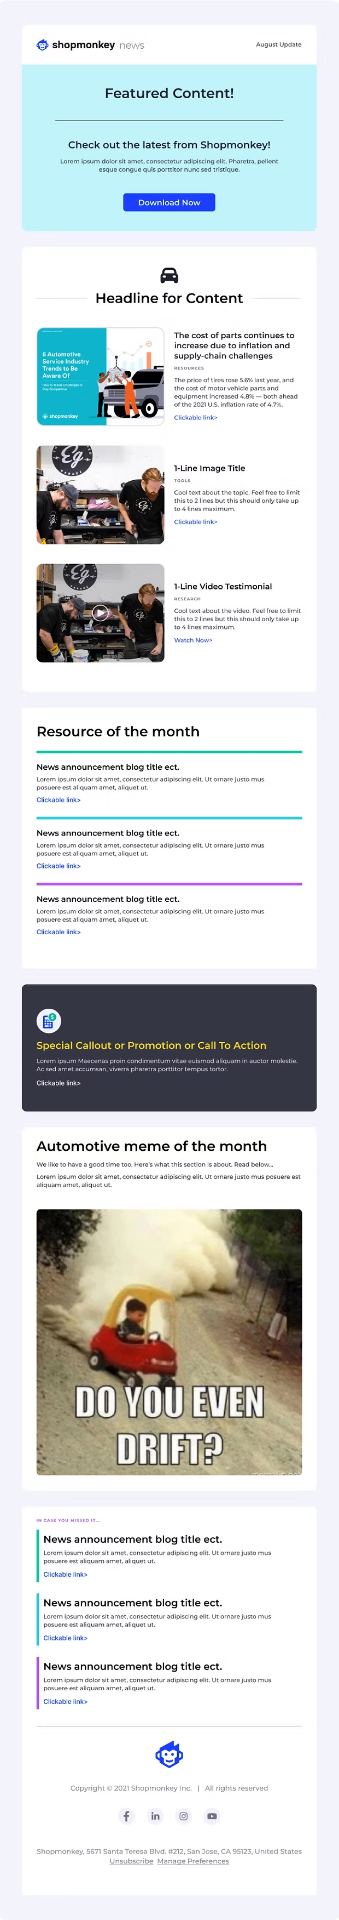 shopmonkey news
August Update
Featured Content!
Check out the latest from Shopmonkey!
Lorem ipsum dolor sit amet, consectetur adipiscing elit. Pharetra, pellent
esque congue quis porttitor nunc sed tristique.
Download Now
Headline for Content
5 Automotive
Service Industry
Trends to Be
Aware Of
shopmonkey
The cost of parts continues to
increase due to inflation and
supply-chain challenges
RESOURCES
The price of tires rose 5.6% last year, and
the cost of motor vehicle parts and
equipment increased 4.8% — both ahead
of the 2021 U.S. inflation rate of 4.7%.
Clickable link>
Eg
1-Line Image Title
TOOLS
Cool text about the topic. Feel free to limit
this to 2 lines but this should only take up
to 4 lines maximum.
Clickable link>
Eg
1-Line Video Testimonial
RESEARCH
Cool text about the video. Feel free to limit
this to 2 lines but this should only take up
to 4 lines maximum.
Watch Now>
Resource of the month
News announcement blog title ect.
Lorem ipsum dolor sit amet, consectetur adipiscing elit. Ut ornare justo mus
posuere est aliquam amet, aliquet ut.
Clickable link>
News announcement blog title ect.
Lorem ipsum dolor sit amet, consectetur adipiscing elit. Ut ornare justo mus
posuere est aliquam amet, aliquet ut.
Clickable link>
News announcement blog title ect.
Lorem ipsum dolor sit amet, consectetur adipiscing elit. Ut ornare justo mus
posuere est aliquam amet, aliquet ut.
Clickable link>
Special Callout or Promotion or Call To Action
Lorem ipsum Maecenas proin condimentum vitae euismod aliquam in auctor molestie.
Ac sed amet accumsan, viverra pharetra porttitor tempus tortor.
Clickable link>
Automotive meme of the month
We like to have a good time too. Here's what this section is about. Read below...
Lorem ipsum dolor sit amet, consectetur adipiscing elit. Ut ornare justo mus posuere est
aliquam amet, aliquet ut.
DO YOU EVEN
DRIFT?
IN CASE YOU MISSED IT...
News announcement blog title ect.
Lorem ipsum dolor sit amet, consectetur adipiscing elit. Ut ornare justo mus
posuere est aliquam amet, aliquet ut.
Clickable link>
News announcement blog title ect.
Lorem ipsum dolor sit amet, consectetur adipiscing elit. Ut ornare justo mus
posuere est aliquam amet, aliquet ut.
Clickable link>
News announcement blog title ect.
Lorem ipsum dolor sit amet, consectetur adipiscing elit. Ut ornare justo mus
posuere est aliquam amet, aliquet ut.
Clickable link>
Copyright © 2021 Shopmonkey Inc. | All rights reserved
Shopmonkey, 5671 Santa Teresa Blvd. #212, San Jose, CA 95123, United States
Unsubscribe Manage Preferences